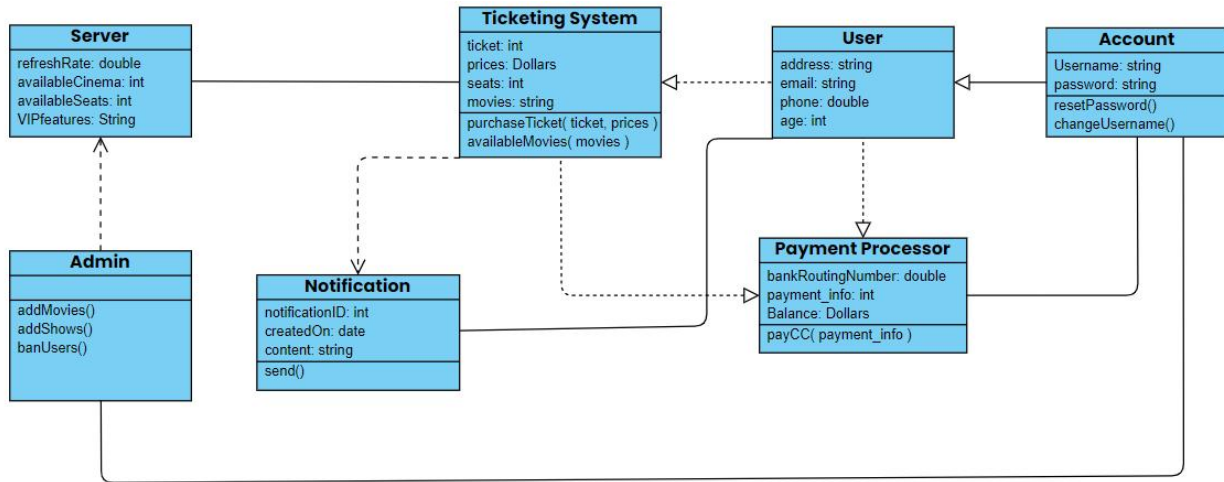 Server
refreshRate: double
availableCinema: int
availableSeats: int
VIPfeatures: String
Ticketing System
ticket: int
prices: Dollars
seats: int
movies: string
purchaseTicket( ticket, prices )
availableMovies( movies )
User
address: string
email: string
phone: double
age: int
Account
Username: string
password: string
resetPassword()
changeUsername()
Admin
addMovies()
addShows()
banUsers()
Notification
notificationID: int
createdOn: date
content: string
send()
Payment Processor
bankRoutingNumber: double
payment_info: int
Balance: Dollars
payCC( payment_info )